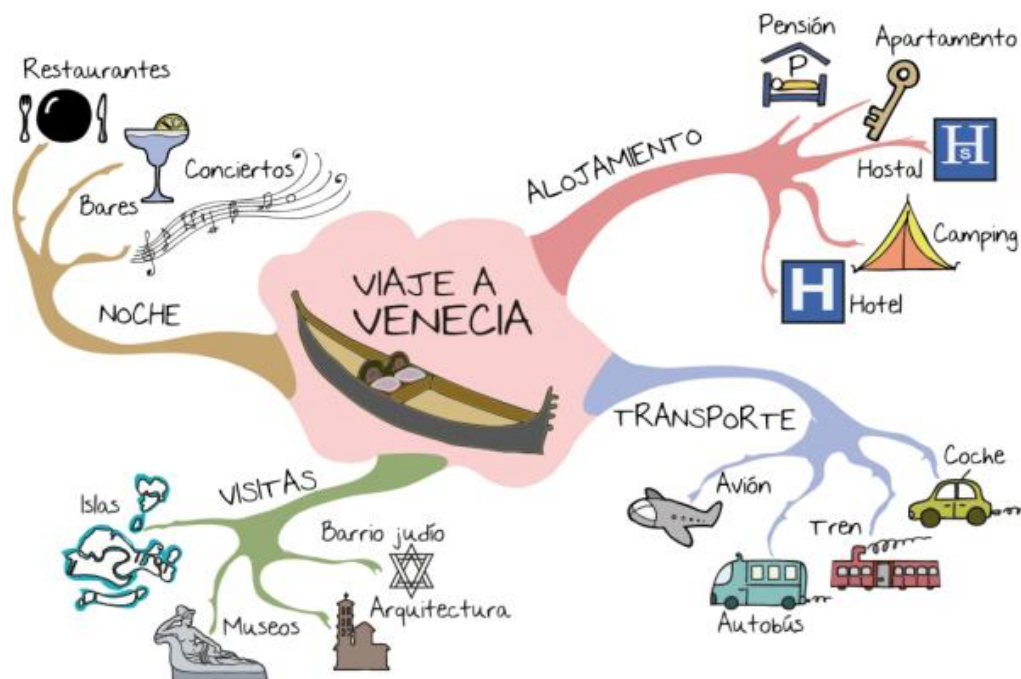 VIAJE A
VENECIA
ALOJAMIENTO
Pensión
P
Apartamento
Hostal
Hs
Camping
Hotel
H
TRANSPORTE
Coche
Avión
Tren
Autobús
VISITAS
Islas
Barrio judío
Arquitectura
Museos
NOCHE
Restaurantes
Bares
Conciertos